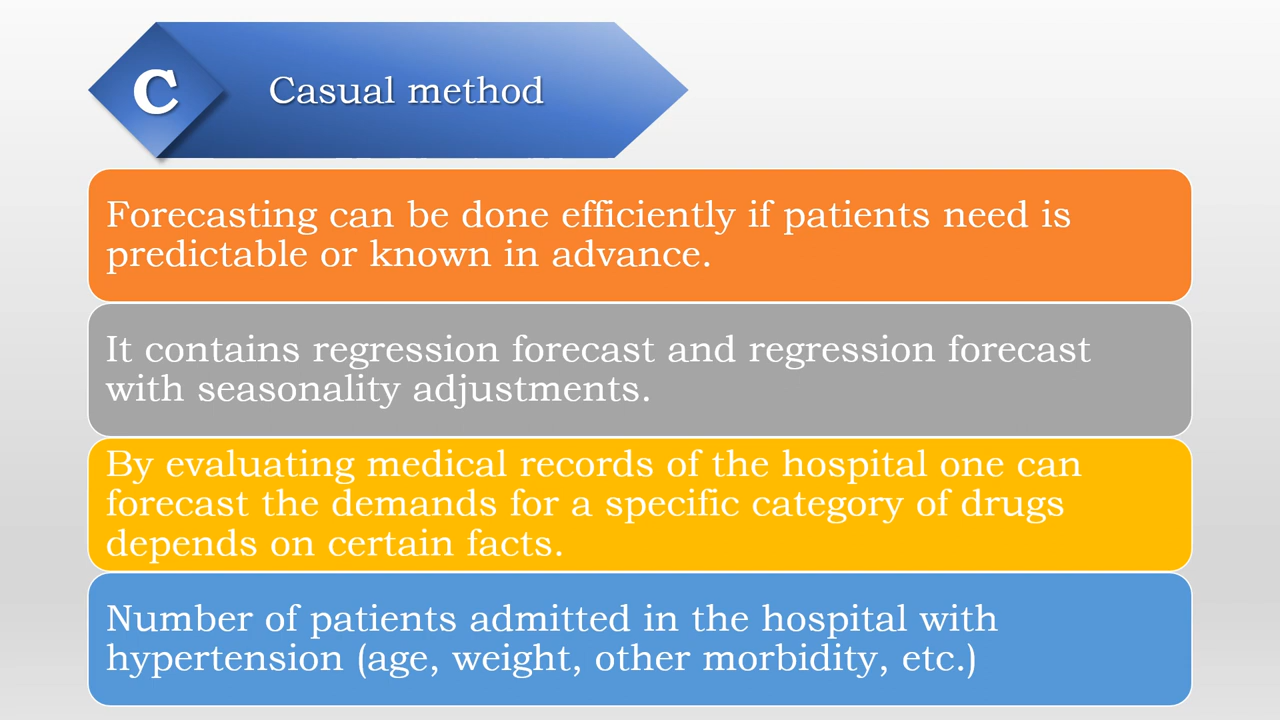 C
Casual method
Forecasting can be done efficiently if patients need is
predictable or known in advance.
It contains regression forecast and regression forecast
with seasonality adjustments.
By evaluating medical records of the hospital one can
forecast the demands for a specific category of drugs
depends on certain facts.
Number of patients admitted in the hospital with
hypertension (age, weight, other morbidity, etc.)